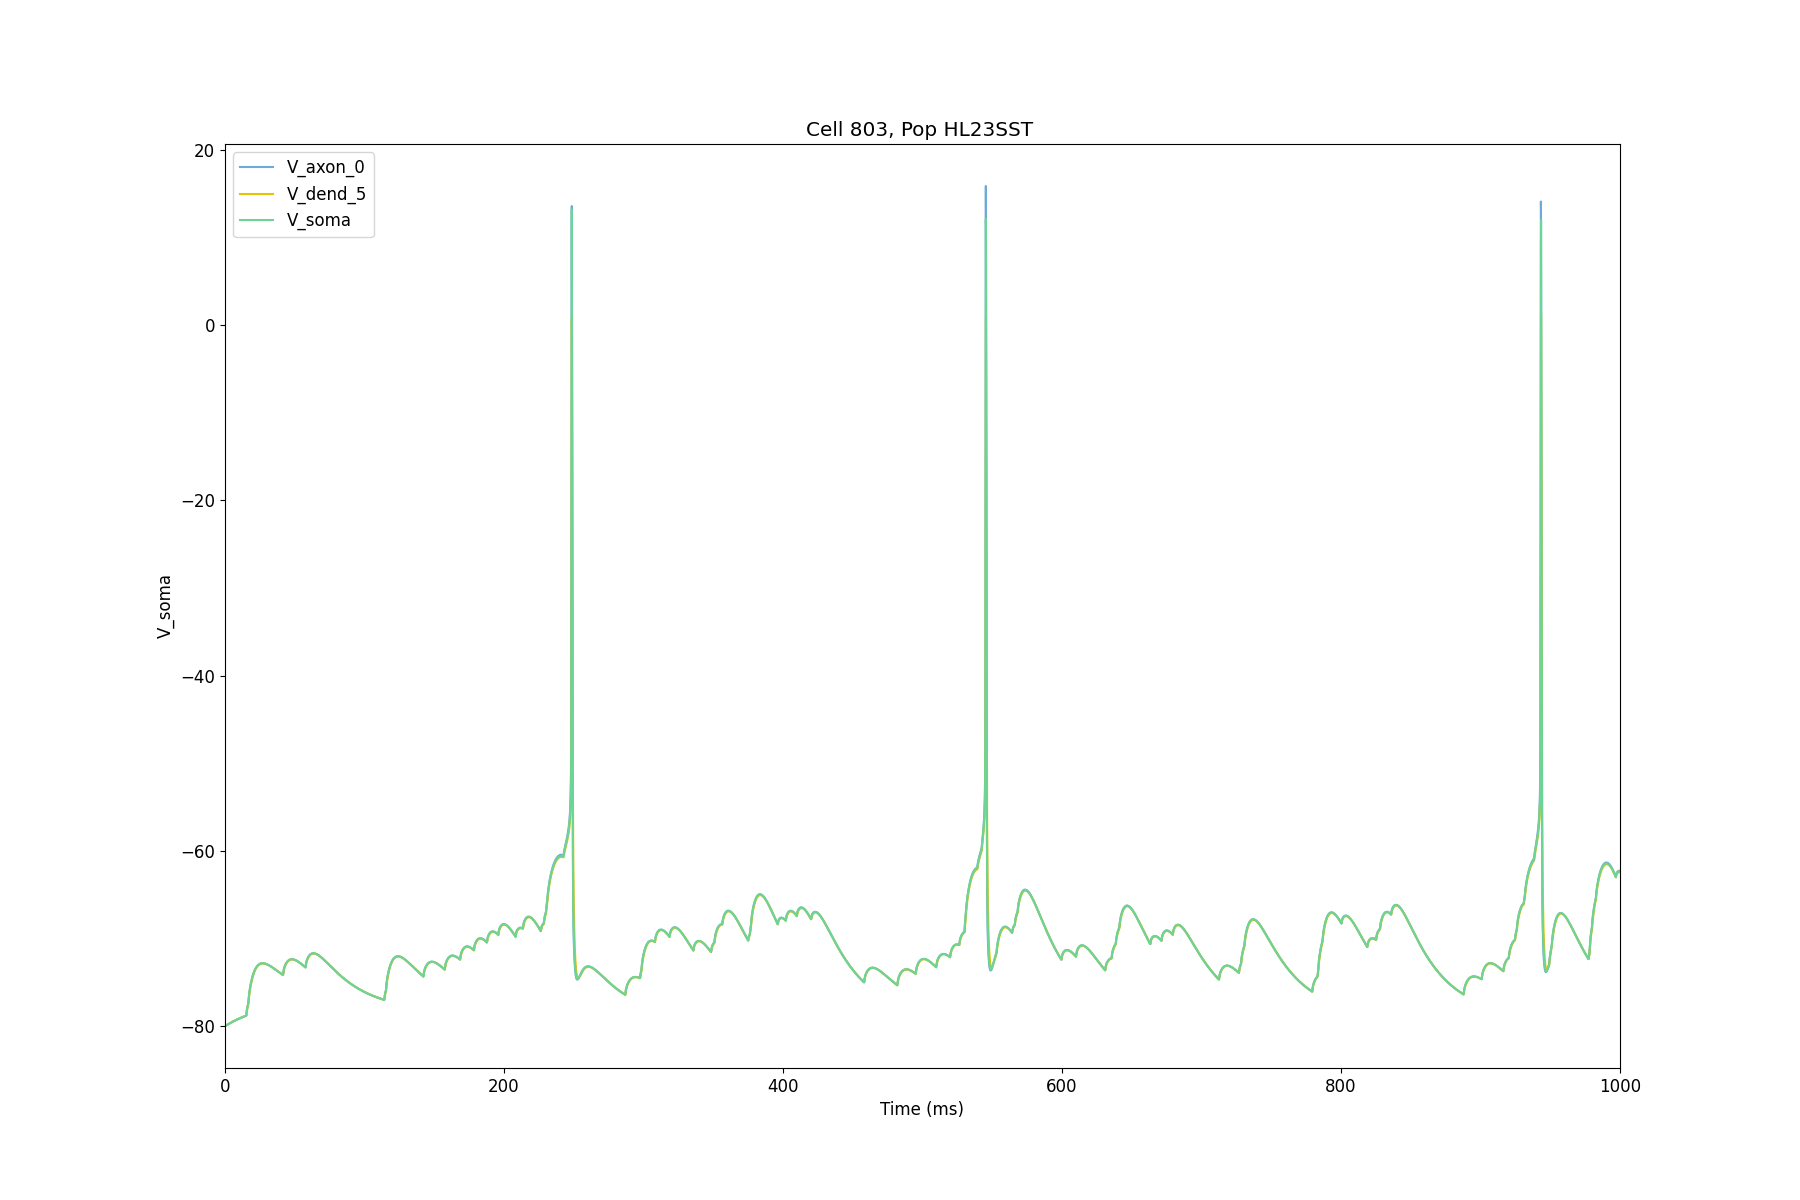 Cell 803, Pop HL23SST
V_axon_0
V_dend_5
V_soma
20
0
−20
−40
−60
−80
V_soma
0 200 400 600 800 1000
Time (ms)